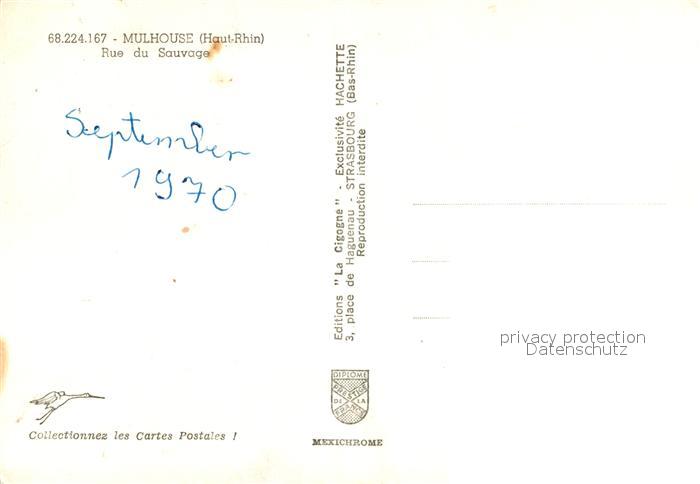 68.224.167 - MULHOUSE (Haut-Rhin)
Rue du Sauvage
September
1970
Editions "La Cigogne" - Exclusivité HACHETTE
3, place de Haguenau - STRASBOURG (Bas-Rhin)
Reproduction interdite
privacy protection
Datenschutz
DIPLOME
PRESTIGE
DE LA
FRANCE
Collectionnez les Cartes Postales !
MEXICHROME